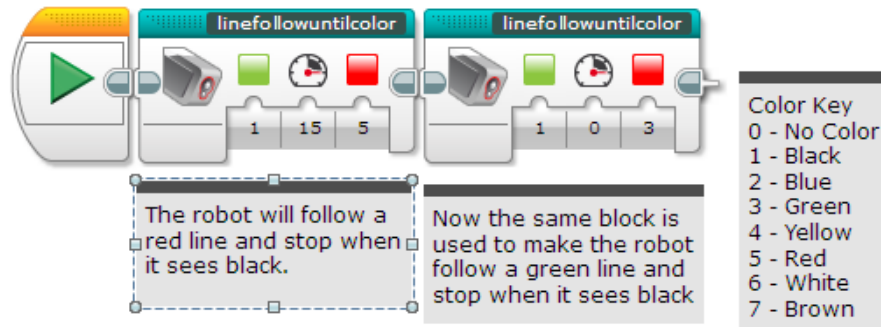 linefollowuntilcolor
linefollowuntilcolor
1 15 5
1 0 3
The robot will follow a
red line and stop when
it sees black.
Now the same block is
used to make the robot
follow a green line and
stop when it sees black
Color Key
0 - No Color
1 - Black
2 - Blue
3 - Green
4 - Yellow
5 - Red
6 - White
7 - Brown